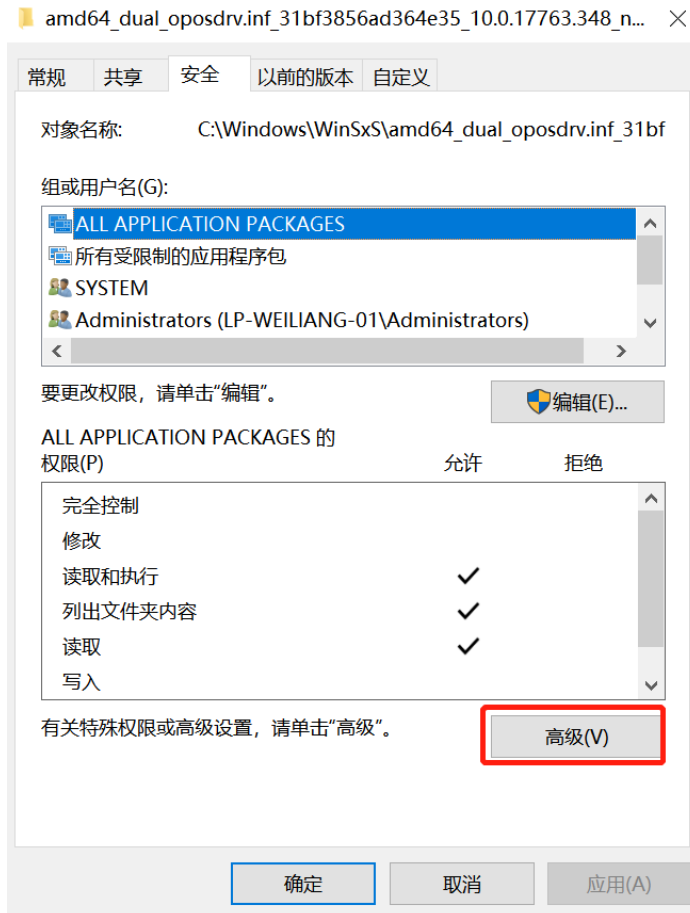 amd64_dual_oposdrv.inf_31bf3856ad364e35_10.0.17763.348_n...
常规 共享 安全 以前的版本 自定义
对象名称: C:\Windows\WinSxS\amd64_dual_oposdrv.inf_31bf
组或用户名(G):
ALL APPLICATION PACKAGES
所有受限制的应用程序包
SYSTEM
Administrators (LP-WEILIANG-01\Administrators)
要更改权限，请单击“编辑”。
编辑(E)...
ALL APPLICATION PACKAGES 的
权限(P) 允许 拒绝
完全控制
修改
读取和执行
列出文件夹内容
读取
写入
有关特殊权限或高级设置，请单击“高级”。
高级(V)
确定 取消 应用(A)